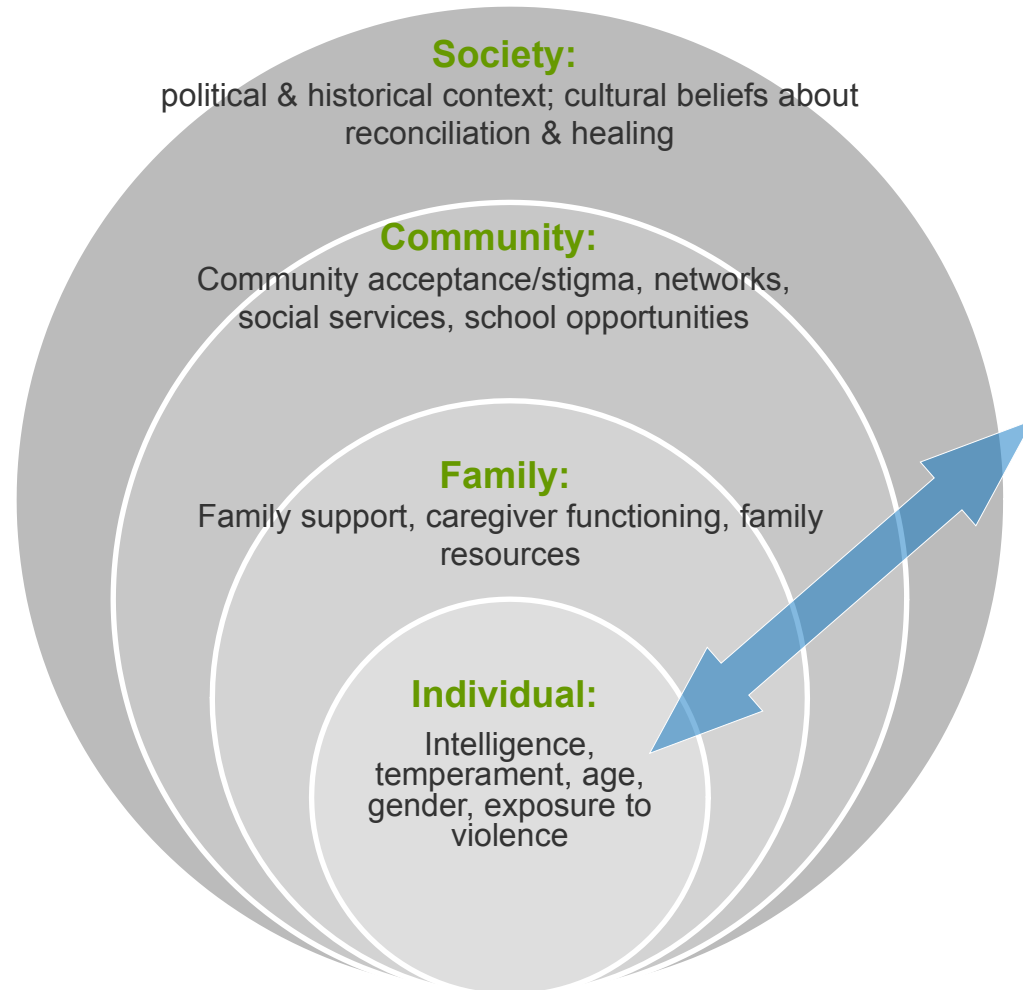 Society:
political & historical context; cultural beliefs about
reconciliation & healing
Community:
Community acceptance/stigma, networks,
social services, school opportunities
Family:
Family support, caregiver functioning, family
resources
Individual:
Intelligence,
temperament, age,
gender, exposure to
violence